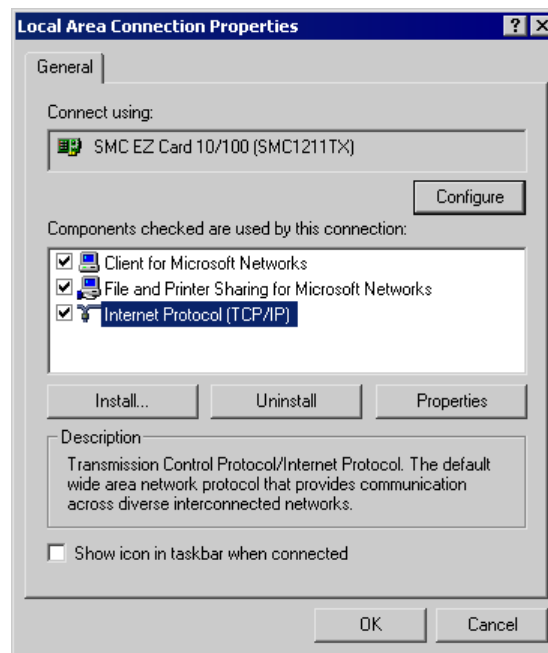 Local Area Connection Properties
General
Connect using:
SMC EZ Card 10/100 (SMC1211TX)
Configure
Components checked are used by this connection:
Client for Microsoft Networks
File and Printer Sharing for Microsoft Networks
Internet Protocol (TCP/IP)
Install... Uninstall Properties
Description
Transmission Control Protocol/Internet Protocol. The default
wide area network protocol that provides communication
across diverse interconnected networks.
Show icon in taskbar when connected
OK Cancel